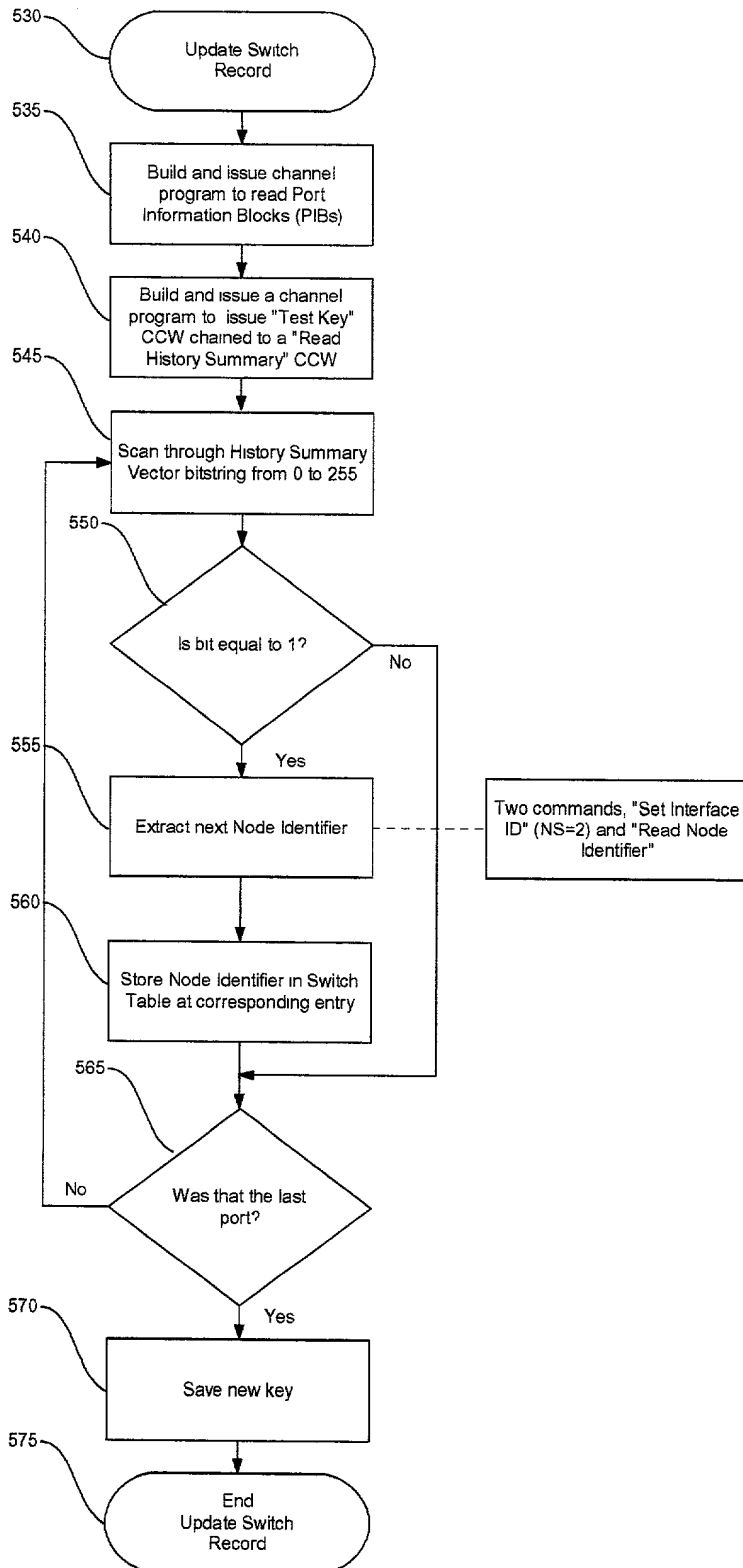 530
Update Switch
Record
535
Build and issue channel
program to read Port
Information Blocks (PIBs)
540
Build and issue a channel
program to issue "Test Key"
CCW chained to a "Read
History Summary" CCW
545
Scan through History Summary
Vector bitstring from 0 to 255
550
Is bit equal to 1?
No
Yes
555
Extract next Node Identifier
Two commands, "Set Interface
ID" (NS=2) and "Read Node
Identifier"
560
Store Node Identifier in Switch
Table at corresponding entry
565
No
Was that the last
port?
Yes
570
Save new key
575
End
Update Switch
Record